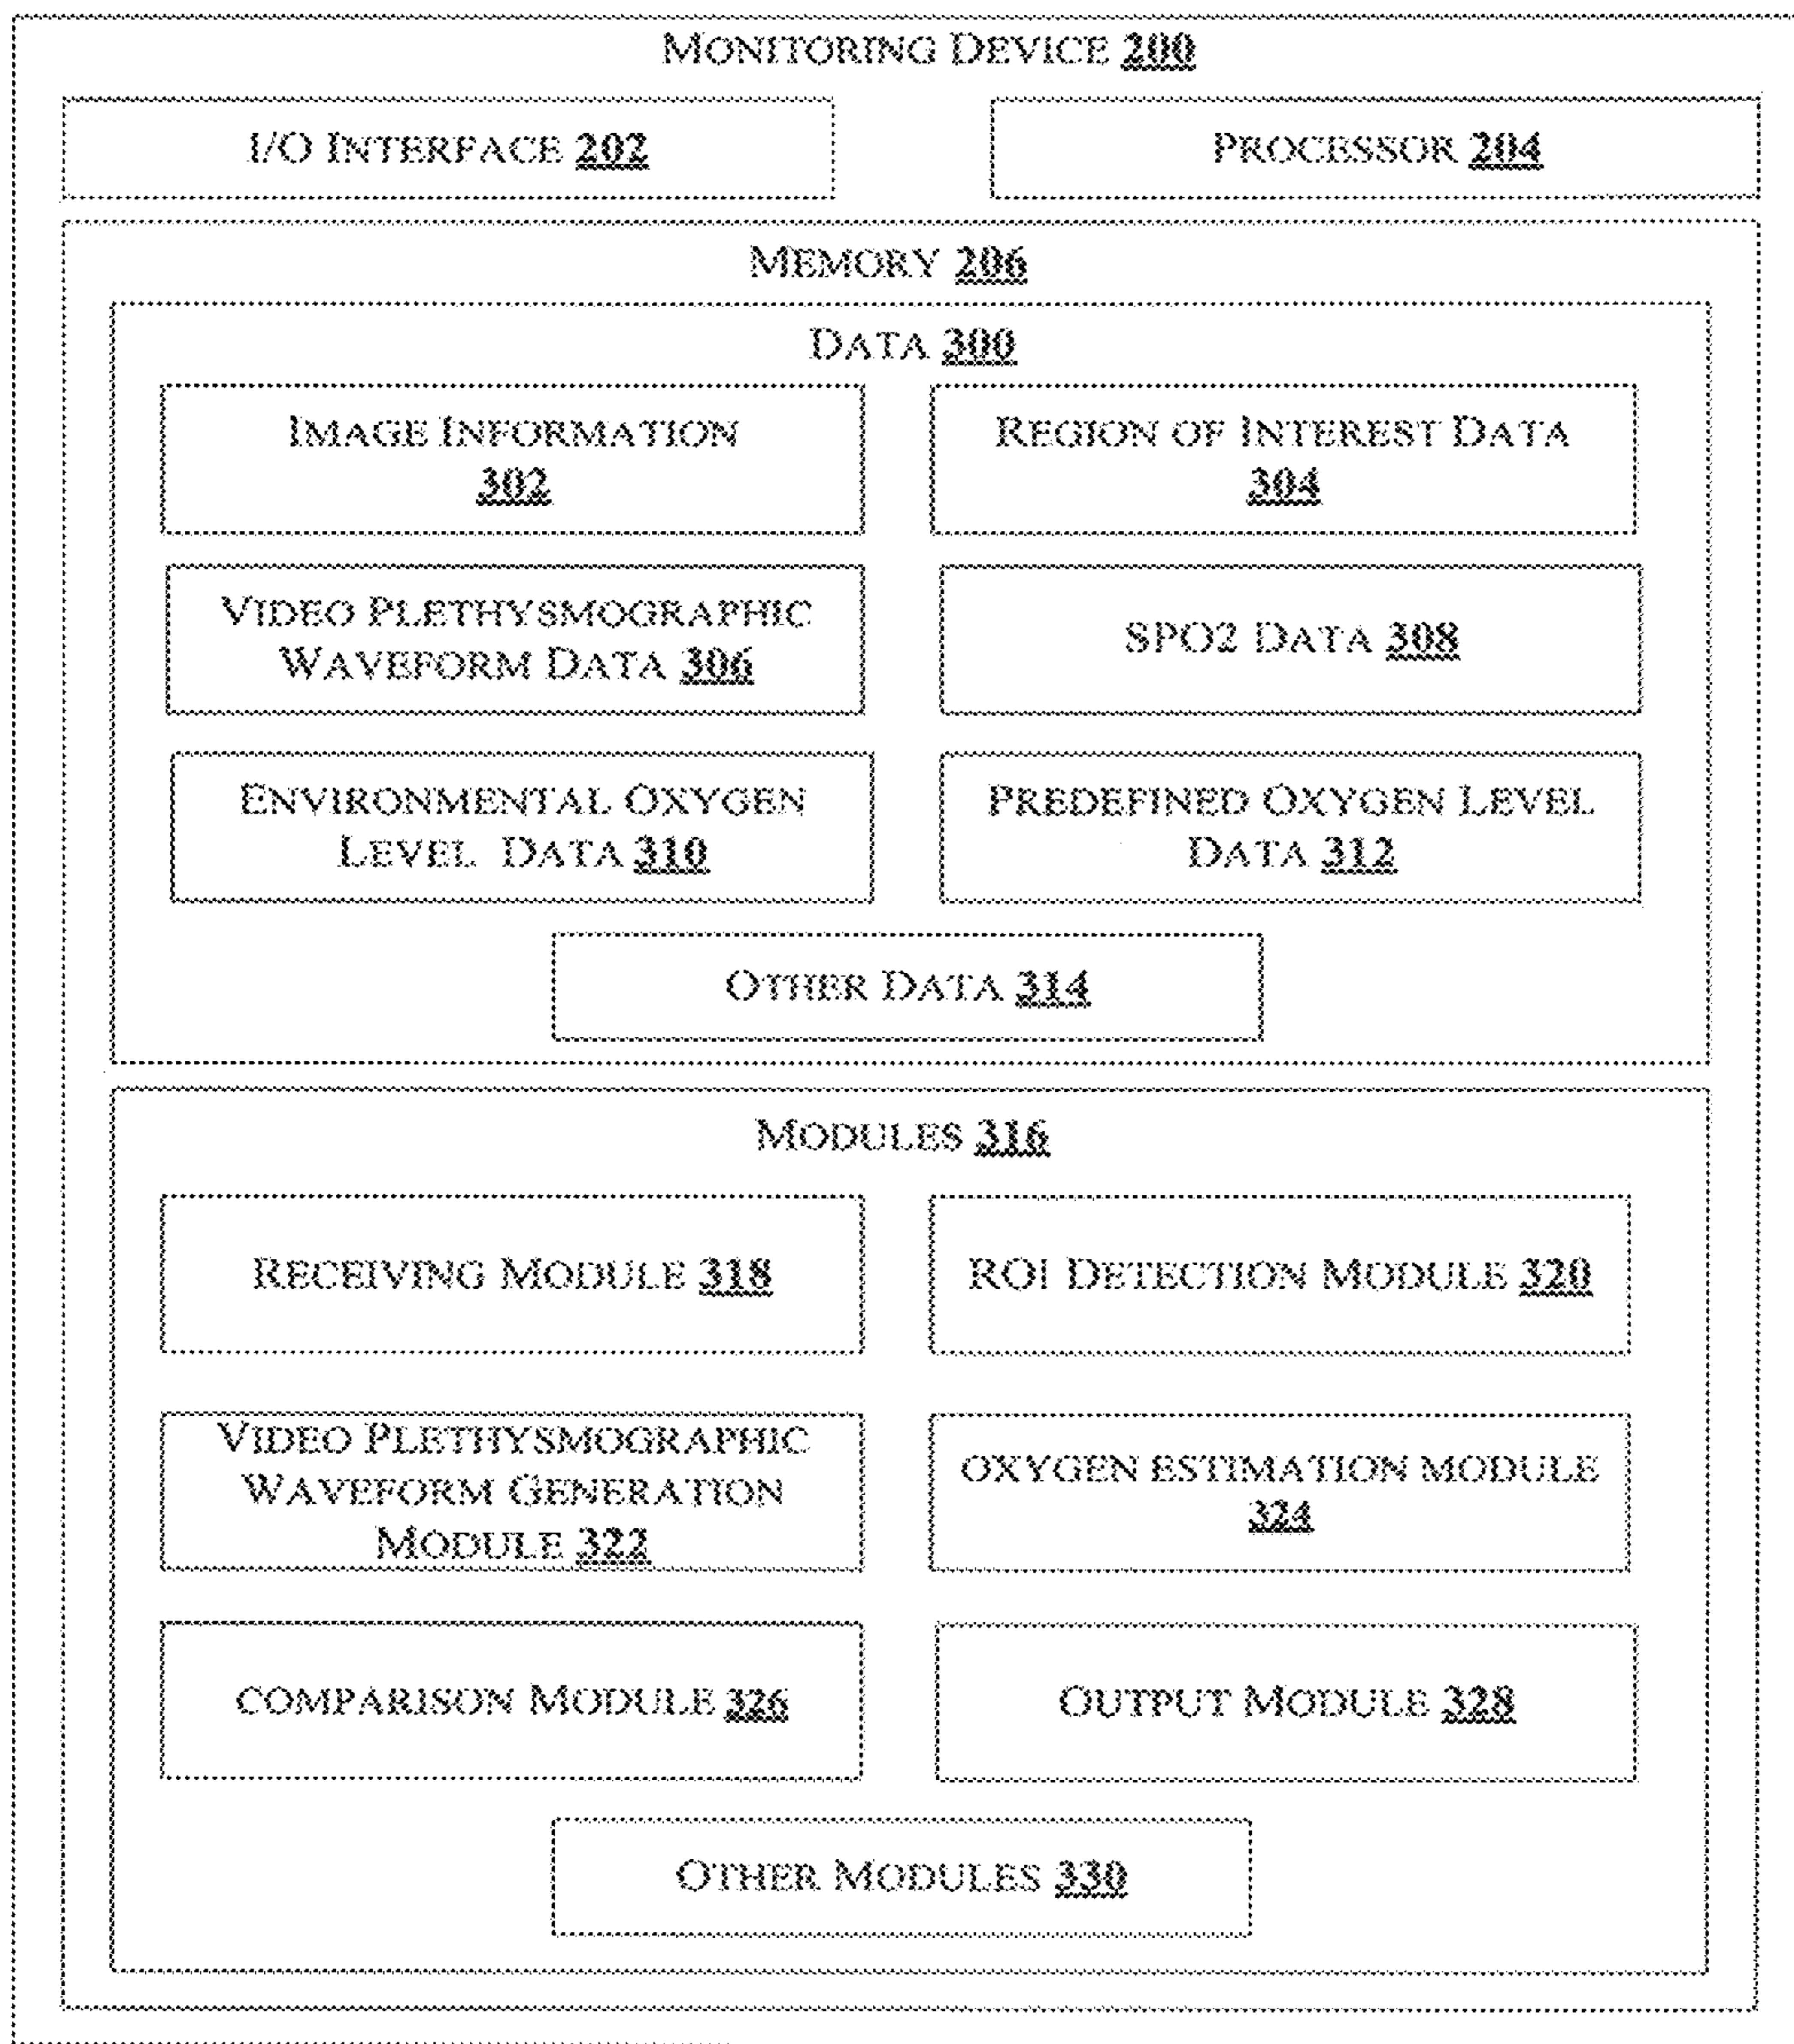 MONITORING DEVICE 200
I/O INTERFACE 202
PROCESSOR 204
MEMORY 206
DATA 300
IMAGE INFORMATION
302
REGION OF INTEREST DATA
304
VIDEO PLETHYSMOGRAPHIC
WAVEFORM DATA 306
SPO2 DATA 308
ENVIRONMENTAL OXYGEN
LEVEL DATA 310
PREDEFINED OXYGEN LEVEL
DATA 312
OTHER DATA 314
MODULES 316
RECEIVING MODULE 318
ROI DETECTION MODULE 320
VIDEO PLETHYSMOGRAPHIC
WAVEFORM GENERATION
MODULE 322
OXYGEN ESTIMATION MODULE
324
COMPARISON MODULE 326
OUTPUT MODULE 328
OTHER MODULES 330